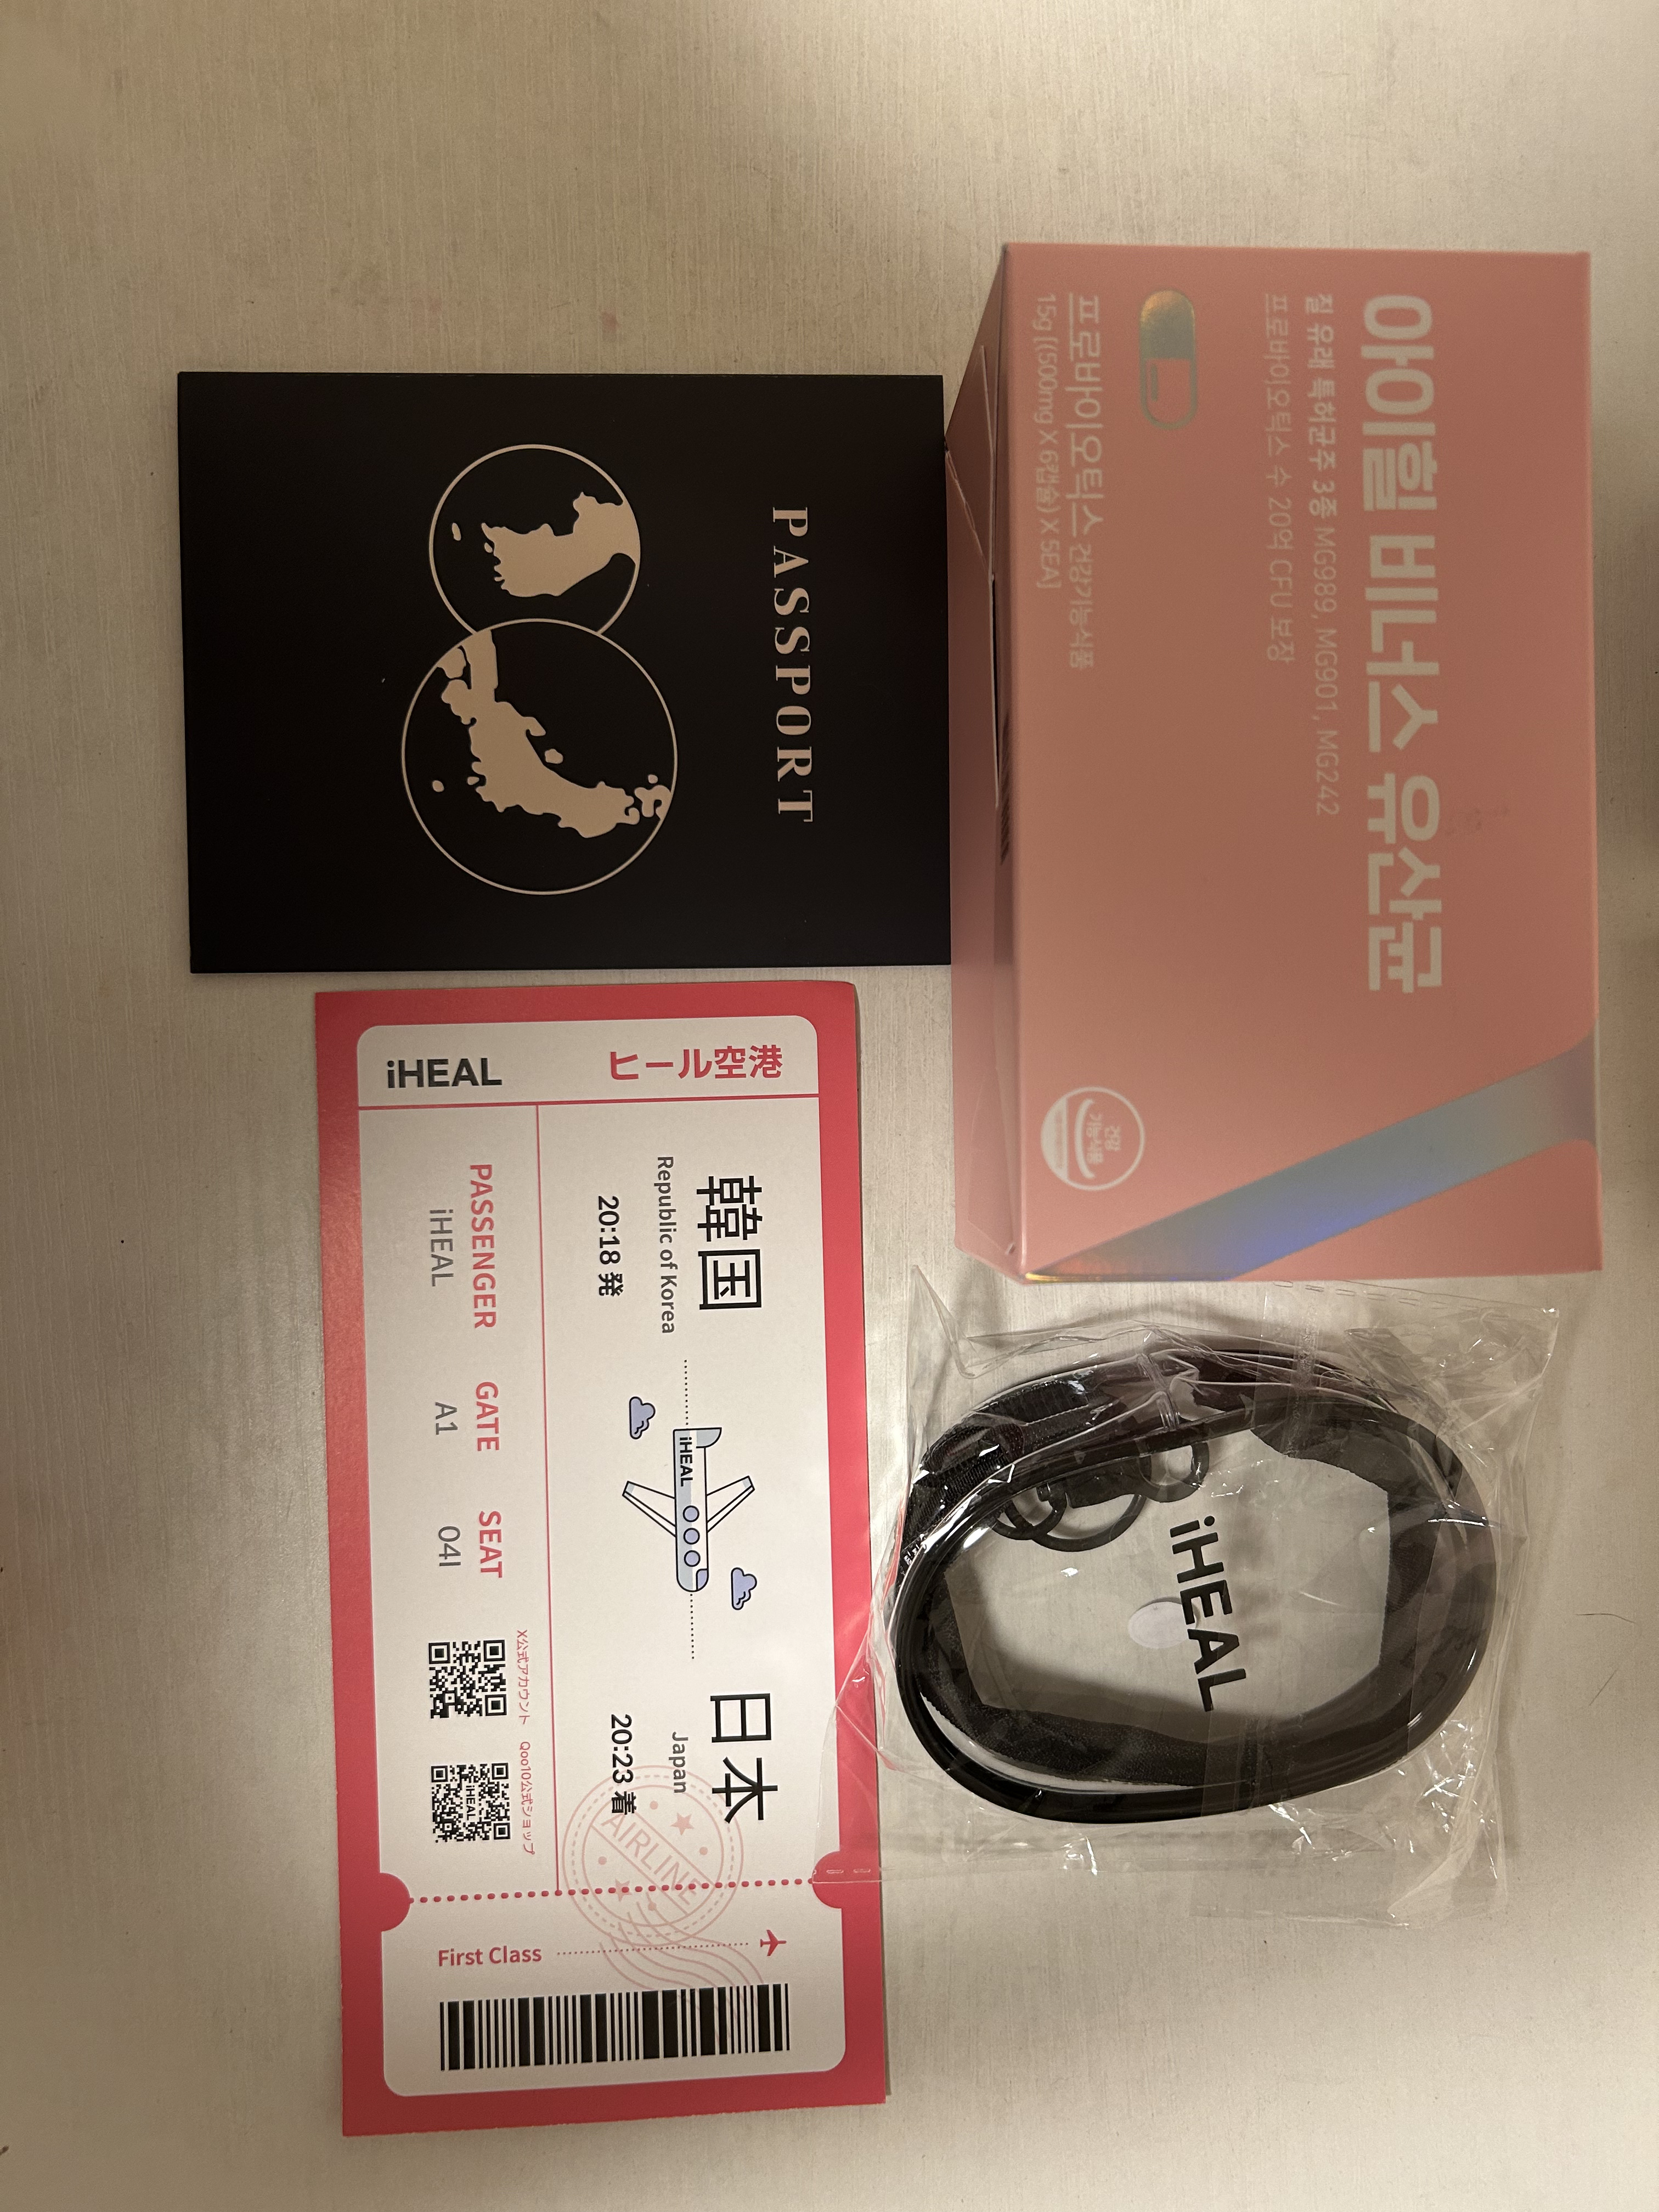 아이힐 비너스 유산균
질 유래 특허균주 3종 MG989, MG901, MG242
프로바이오틱스 수 20억 CFU 보장
프로바이오틱스 건강기능식품
15g [(500mg X 6캡슐) X 5EA]
건강
기능식품
PASSPORT
iHEAL
ヒール空港
韓国
Republic of Korea
20:18 発
iHEAL
日本
Japan
20:23 着
AIRLINE
PASSENGER
iHEAL
GATE
A1
SEAT
04I
X公式アカウント
Qoo10公式ショップ
iHEAL
First Class
iHEAL